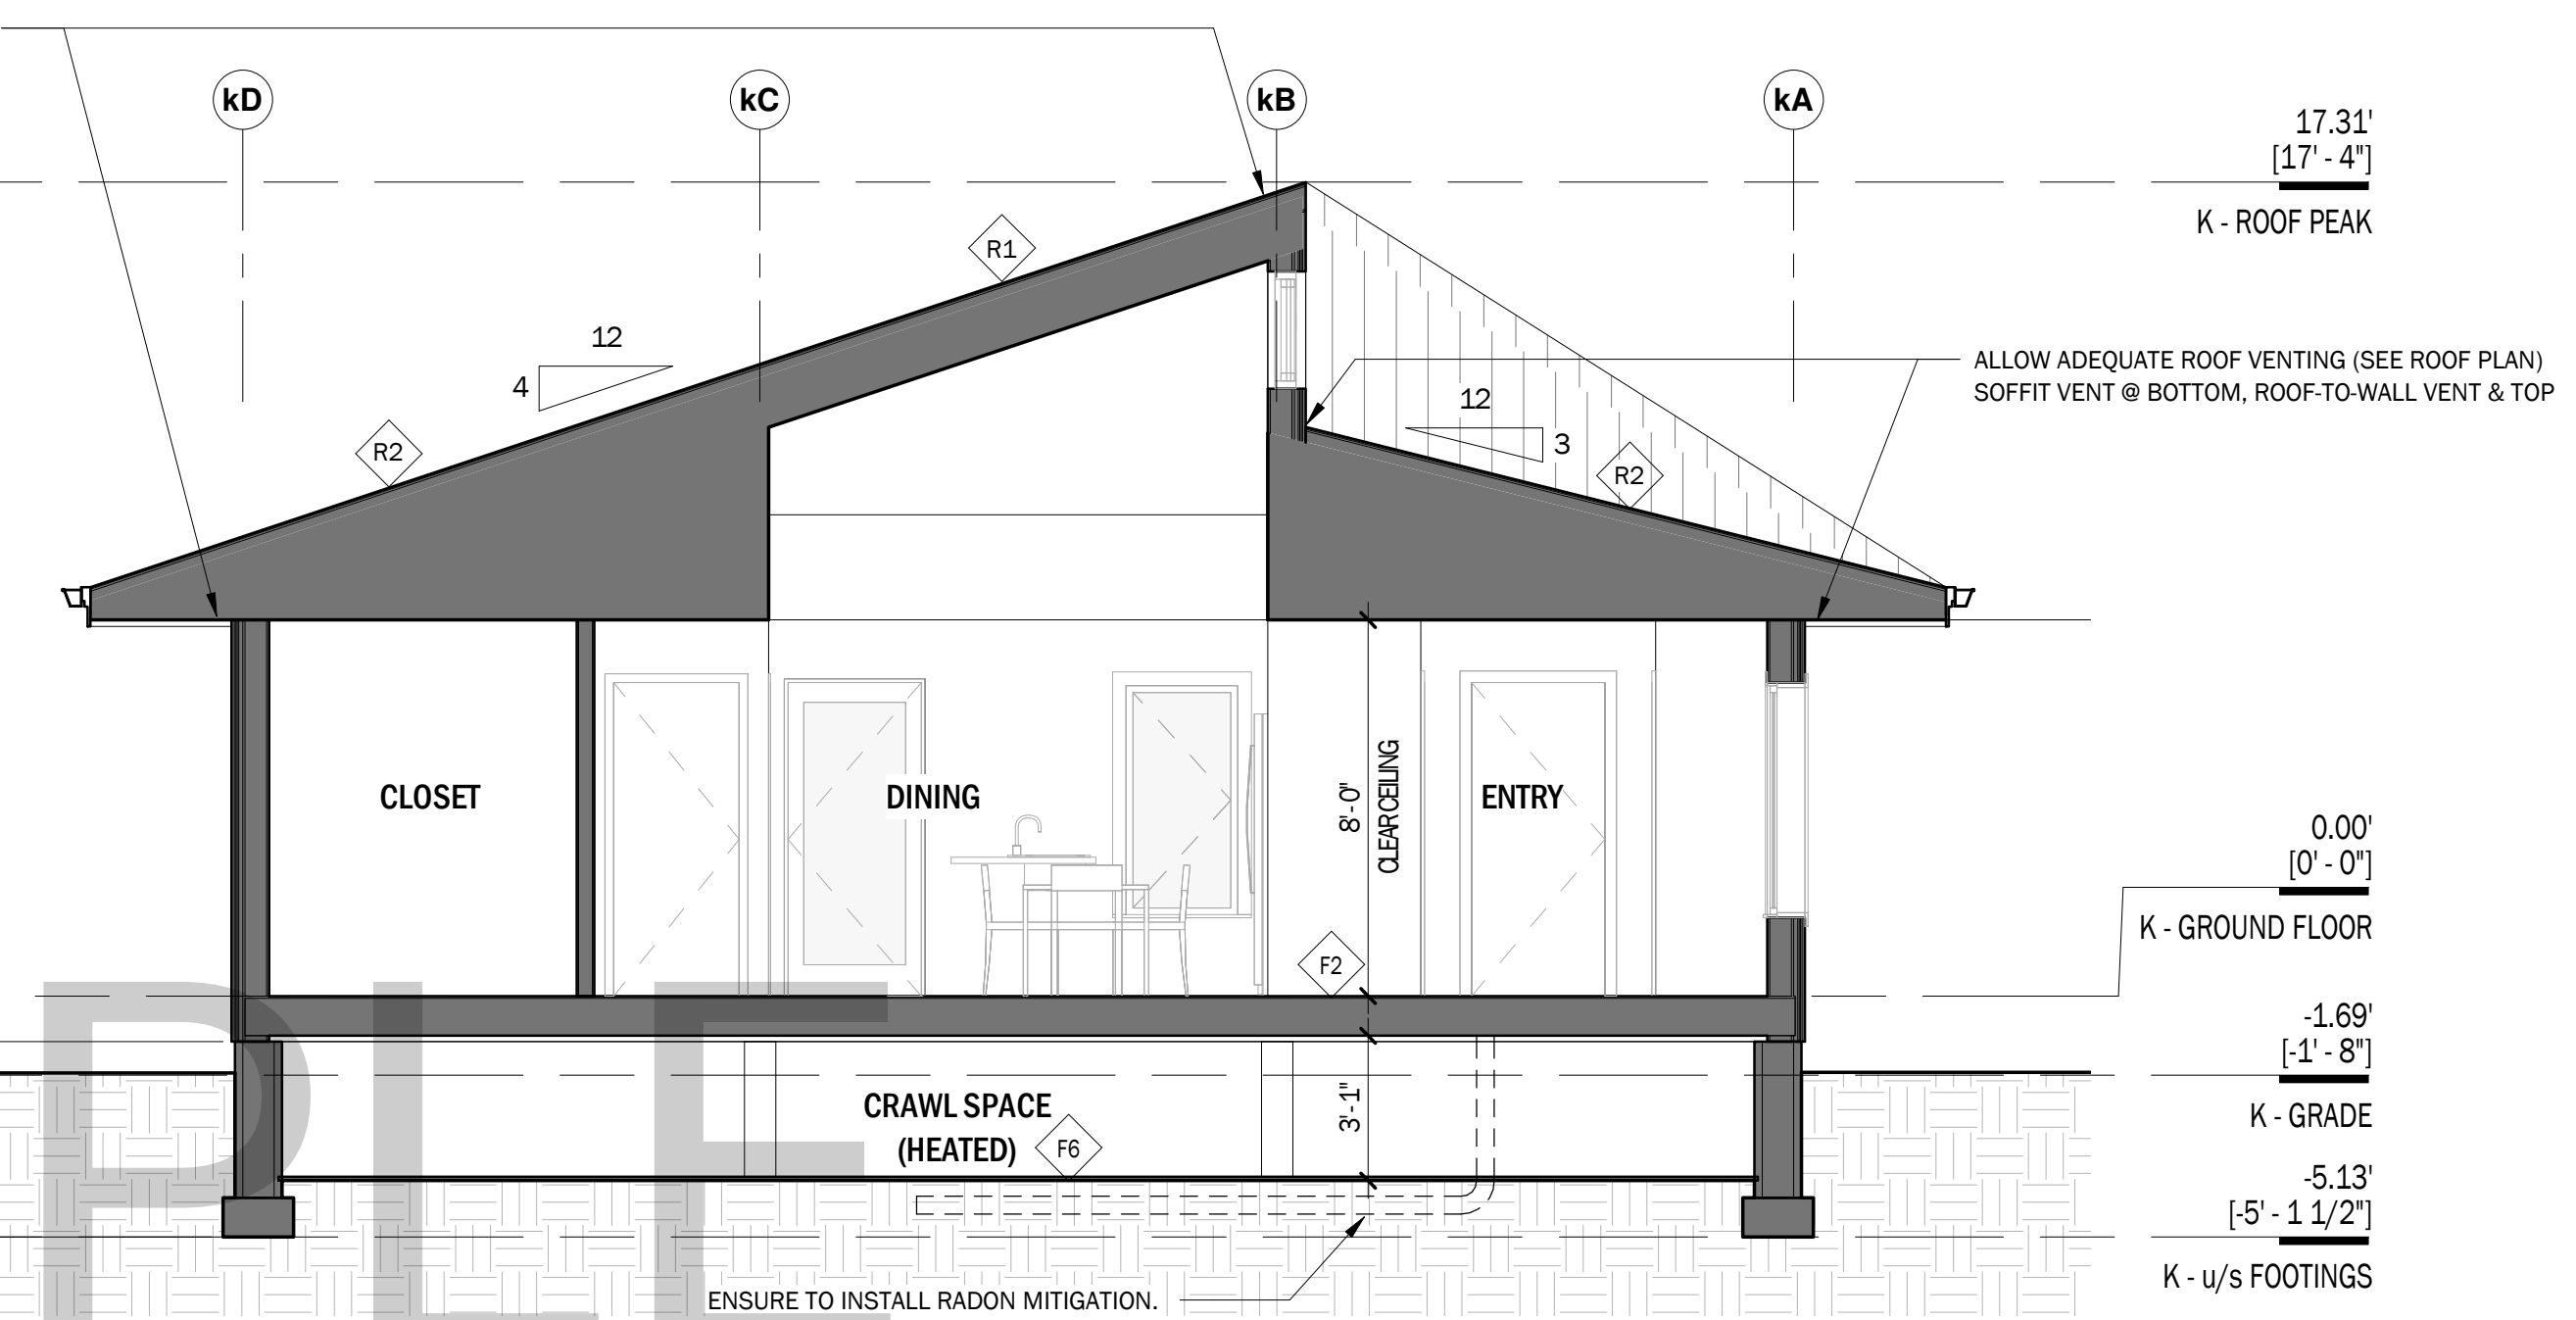 kD
kC
kB
kA
17.31'
[17' - 4"]
K - ROOF PEAK
R1
12
4
R2
ALLOW ADEQUATE ROOF VENTING (SEE ROOF PLAN)
SOFFIT VENT @ BOTTOM, ROOF-TO-WALL VENT & TOP
12
3
R2
CLOSET
DINING
8'-0"
CLEAR CEILING
ENTRY
0.00'
[0' - 0"]
K - GROUND FLOOR
F2
-1.69'
[-1' - 8"]
K - GRADE
CRAWL SPACE
(HEATED)
F6
3'-1"
-5.13'
[-5' - 1 1/2"]
K - u/s FOOTINGS
ENSURE TO INSTALL RADON MITIGATION.
PLE